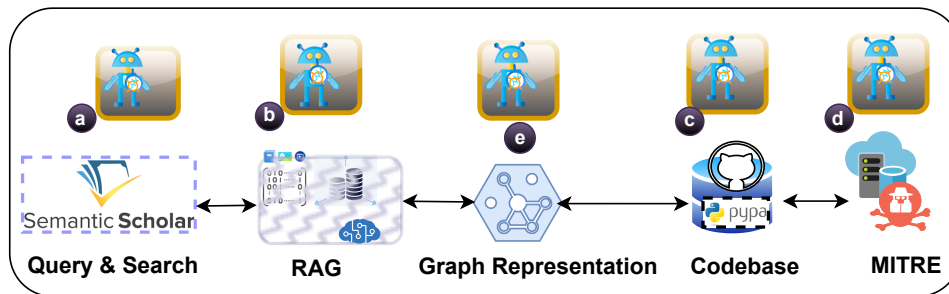 a
b
e
c
d
Semantic Scholar
pypa
Query & Search
RAG
Graph Representation
Codebase
MITRE